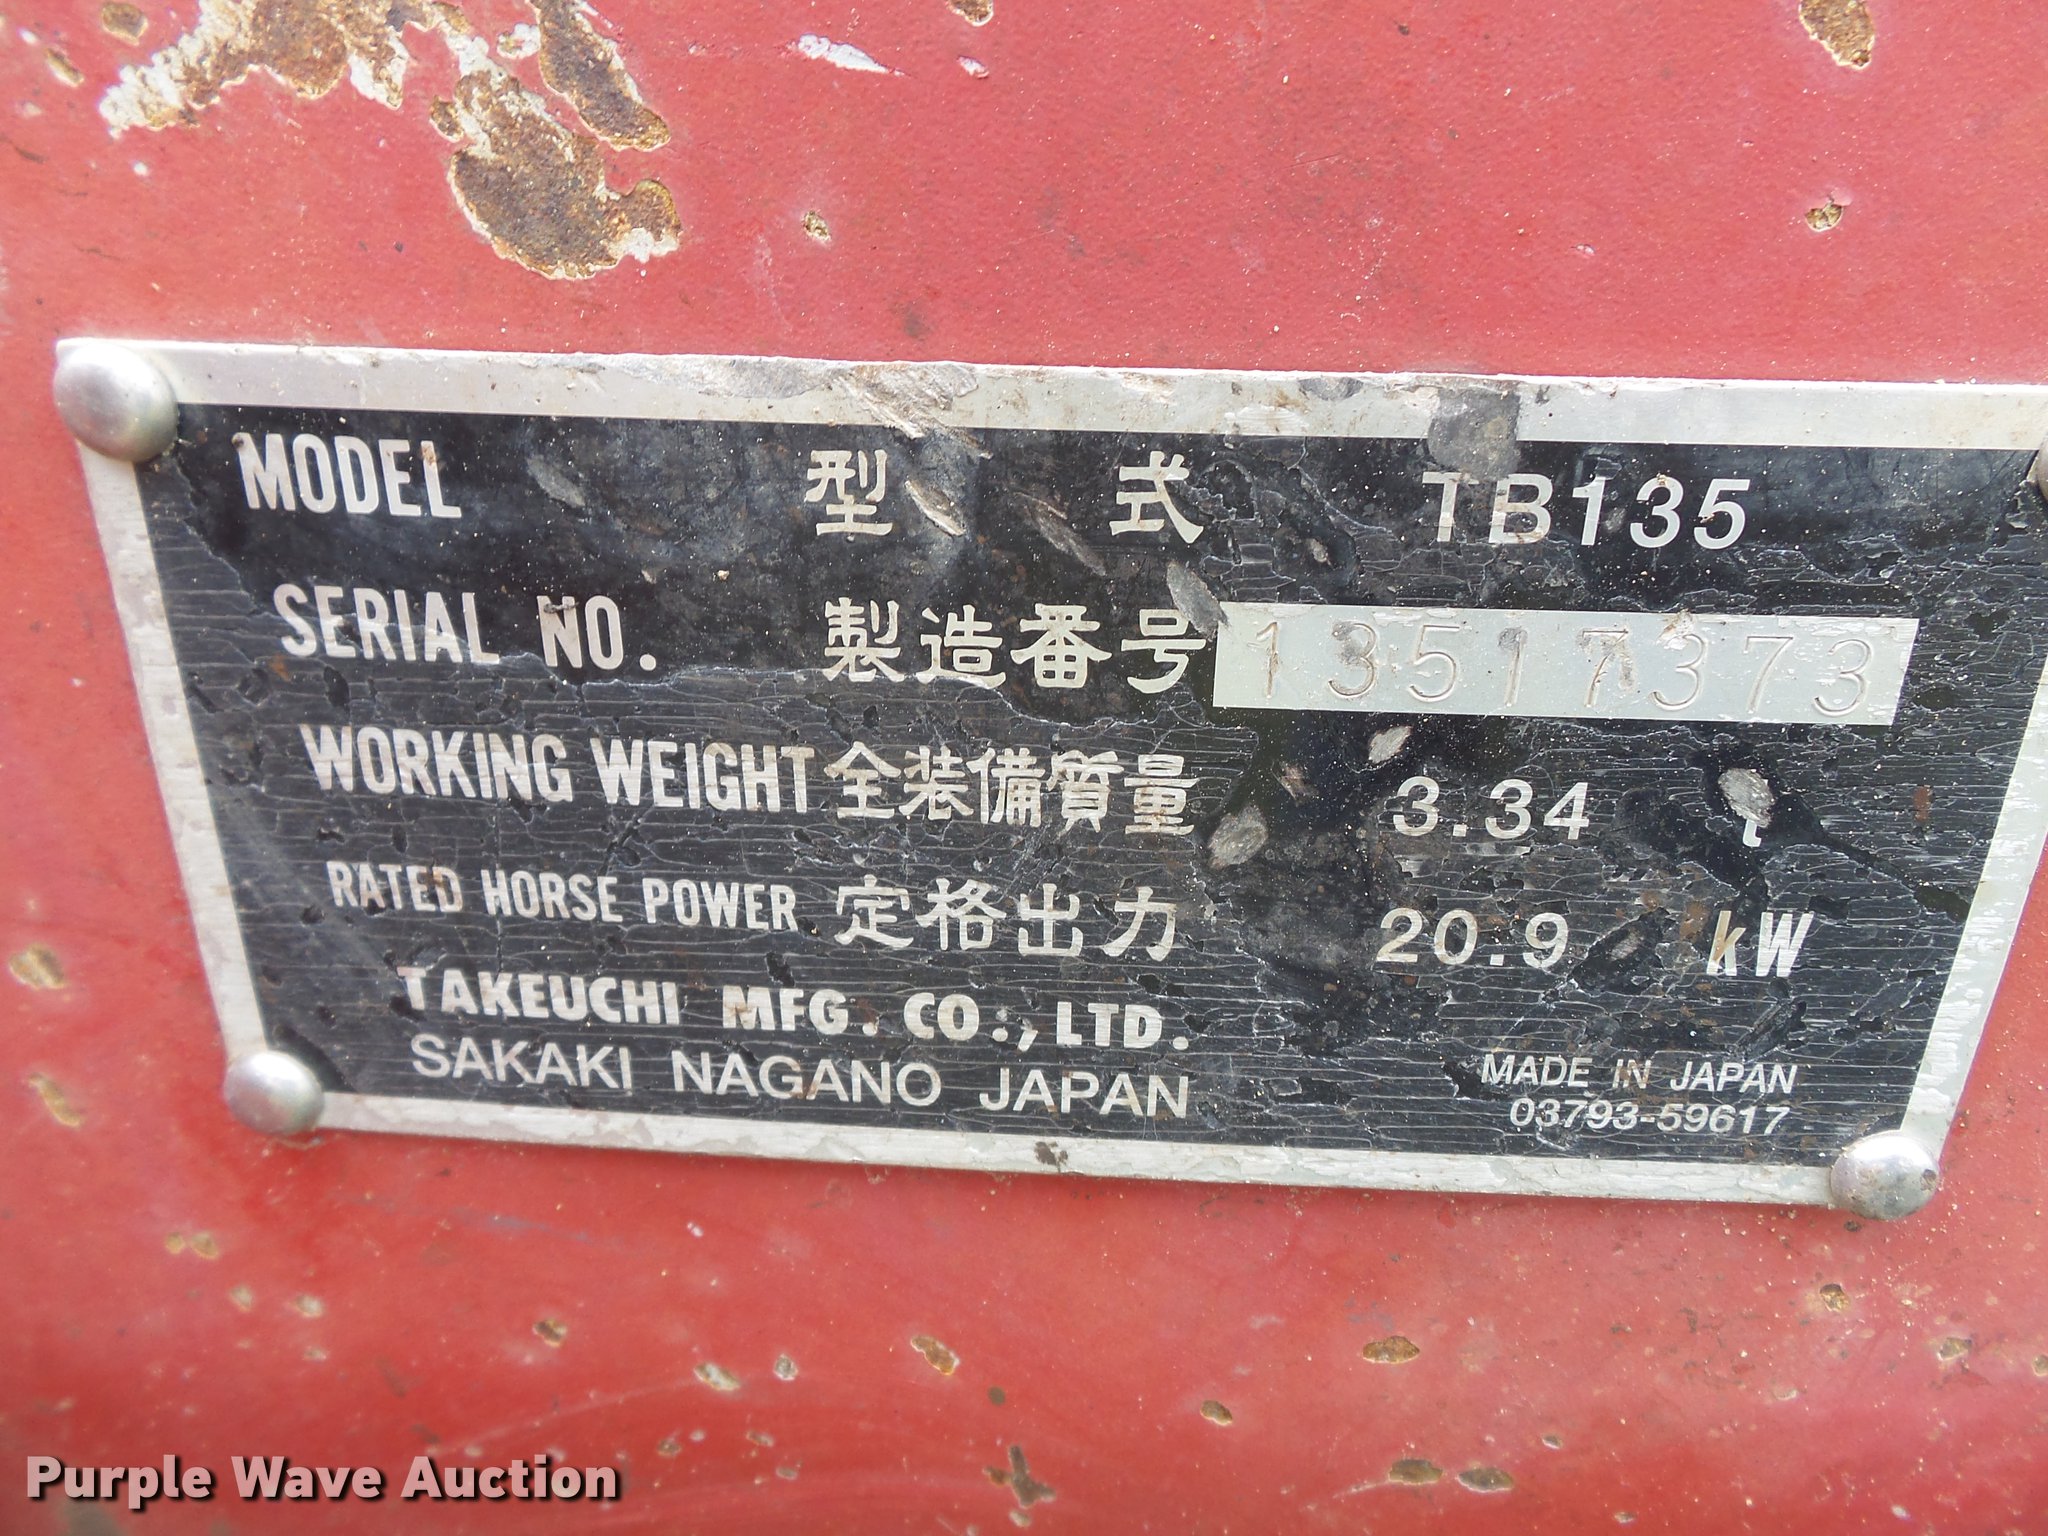 MODEL 型式 TB135
SERIAL NO. 製造番号 13517373
WORKING WEIGHT 全装備質量 3.34 t
RATED HORSE POWER 定格出力 20.9 kW
TAKEUCHI MFG. CO., LTD.
SAKAKI NAGANO JAPAN
MADE IN JAPAN
03793-59617
Purple Wave Auction